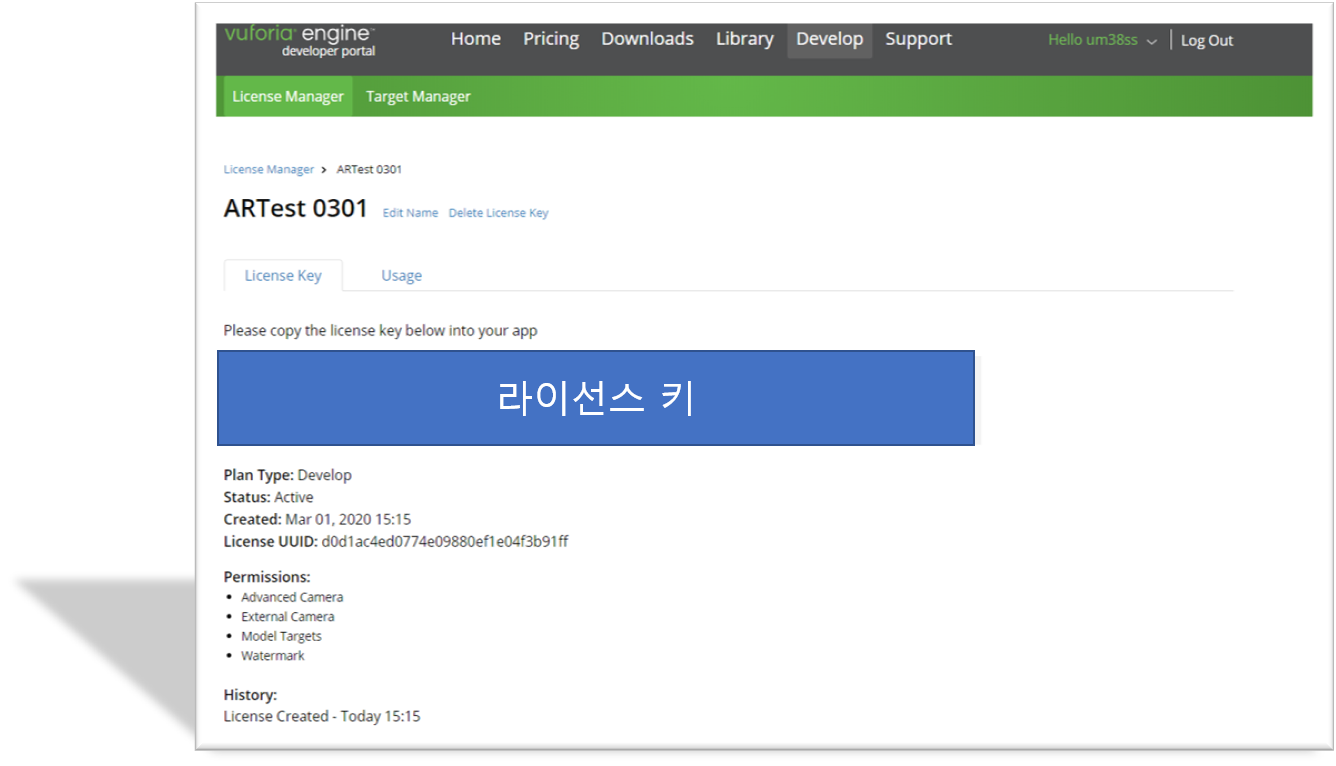 vuforia engine™
developer portal
Home Pricing Downloads Library Develop Support Hello um38ss Log Out
License Manager Target Manager
License Manager > ARTest 0301
ARTest 0301 Edit Name Delete License Key
License Key Usage
Please copy the license key below into your app
라이선스 키
Plan Type: Develop
Status: Active
Created: Mar 01, 2020 15:15
License UUID: d0d1ac4ed0774e09880ef1e04f3b91ff
Permissions:
• Advanced Camera
• External Camera
• Model Targets
• Watermark
History:
License Created - Today 15:15